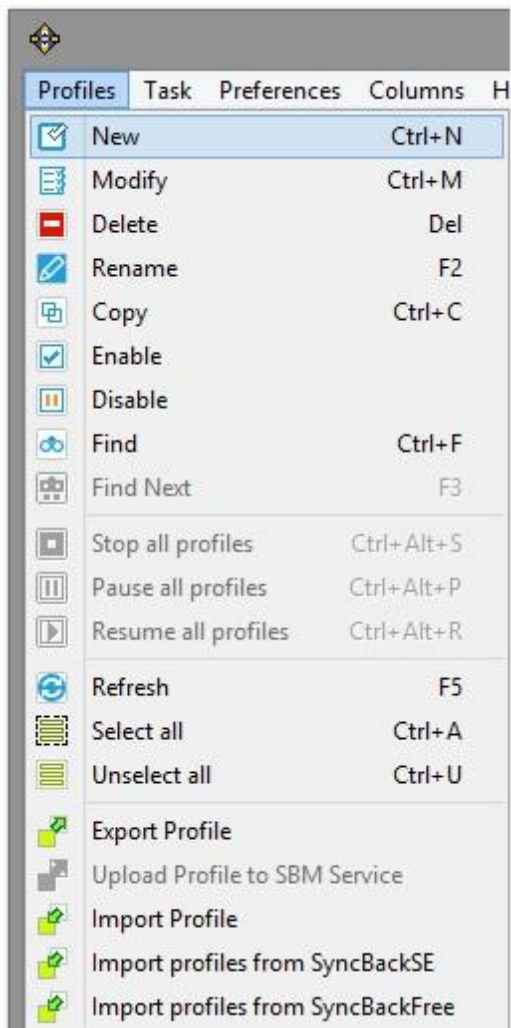 Profiles Task Preferences Columns H
New Ctrl+N
Modify Ctrl+M
Delete Del
Rename F2
Copy Ctrl+C
Enable
Disable
Find Ctrl+F
Find Next F3
Stop all profiles Ctrl+Alt+S
Pause all profiles Ctrl+Alt+P
Resume all profiles Ctrl+Alt+R
Refresh F5
Select all Ctrl+A
Unselect all Ctrl+U
Export Profile
Upload Profile to SBM Service
Import Profile
Import profiles from SyncBackSE
Import profiles from SyncBackFree